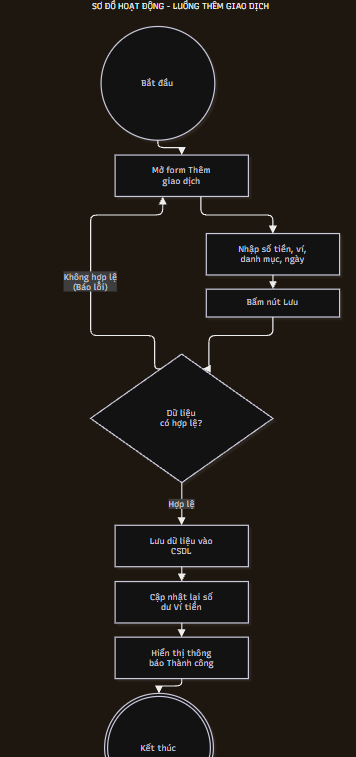 SƠ ĐỒ HOẠT ĐỘNG - LUỒNG THÊM GIAO DỊCH
Bắt đầu
Mở form Thêm
giao dịch
Nhập số tiền, ví,
danh mục, ngày
Không hợp lệ
(Báo lỗi)
Bấm nút Lưu
Dữ liệu
có hợp lệ?
Hợp lệ
Lưu dữ liệu vào
CSDL
Cập nhật lại số
dư Ví tiền
Hiển thị thông
báo Thành công
Kết thúc